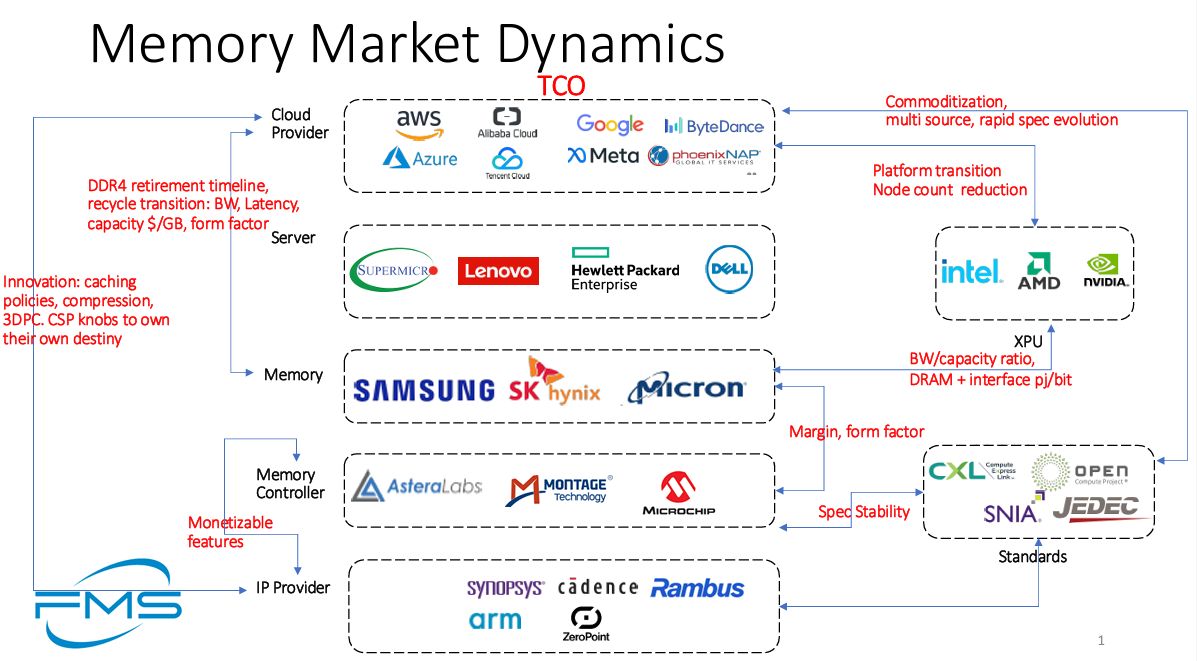 Memory Market Dynamics
TCO
Cloud
Provider
aws
Alibaba Cloud
Google
ByteDance
Azure
Tencent Cloud
Meta
phoenixNAP
GLOBAL IT SERVICES
Commoditization,
multi source, rapid spec evolution
Platform transition
Node count  reduction
DDR4 retirement timeline,
recycle transition: BW, Latency,
capacity $/GB, form factor
Server
SUPERMICRO
Lenovo
Hewlett Packard
Enterprise
DELL
intel.
AMD
NVIDIA
XPU
Innovation: caching
policies, compression,
3DPC. CSP knobs to own
their own destiny
BW/capacity ratio,
DRAM + interface pj/bit
Memory
SAMSUNG
SK hynix
Micron
Margin, form factor
Memory
Controller
AsteraLabs
MONTAGE®
Technology
MICROCHIP
CXL
Compute
Express
Link
OPEN
Compute Project®
SNIA
JEDEC
Spec Stability
Standards
Monetizable
features
IP Provider
SYNOPSYS®
cādence
Rambus
arm
ZeroPoint
FMS
1